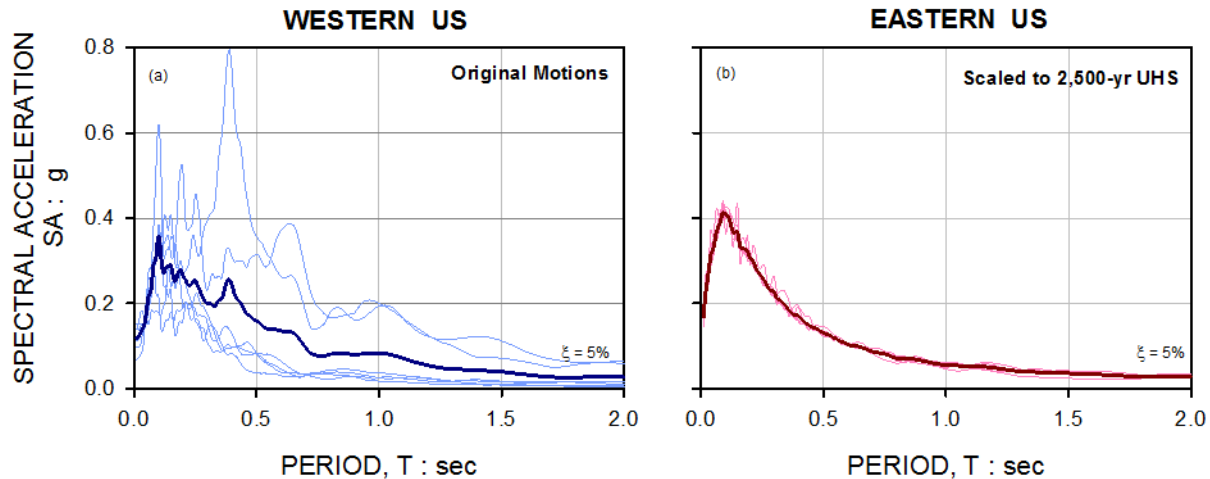 WESTERN US
EASTERN US
SPECTRAL ACCELERATION
SA : g
0.8
0.6
0.4
0.2
0.0
(a)
Original Motions
ξ = 5%
0.0 0.5 1.0 1.5 2.0
PERIOD, T : sec
(b)
Scaled to 2,500-yr UHS
ξ = 5%
0.0 0.5 1.0 1.5 2.0
PERIOD, T : sec